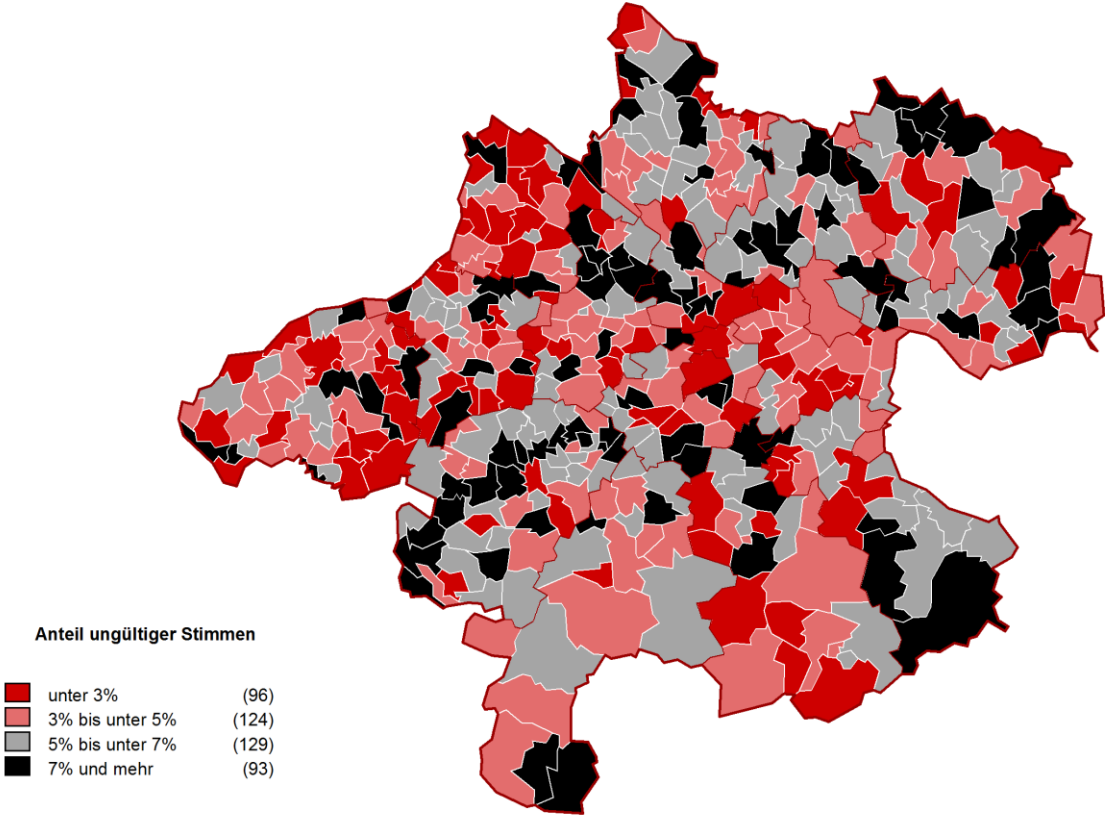 Anteil ungültiger Stimmen
unter 3% (96)
3% bis unter 5% (124)
5% bis unter 7% (129)
7% und mehr (93)